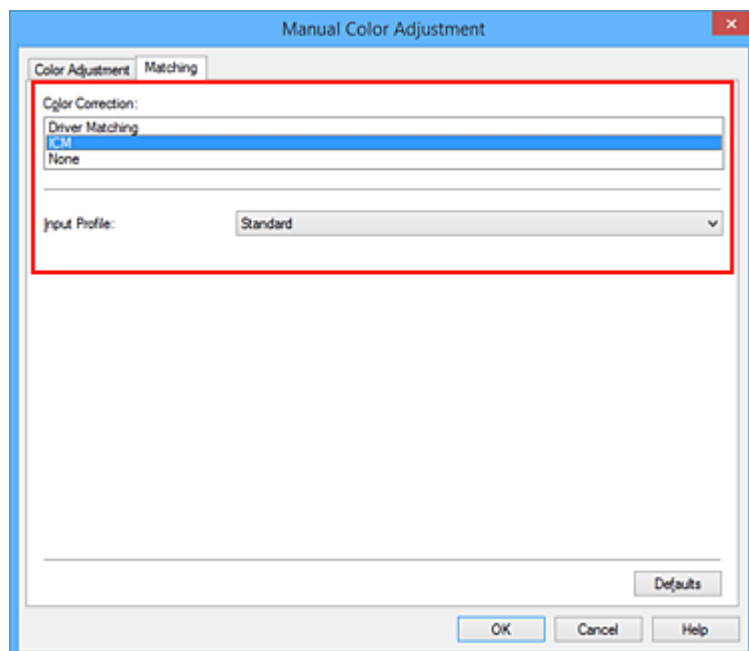 Manual Color Adjustment
Color Adjustment Matching
Color Correction:
Driver Matching
ICM
None
Input Profile: Standard
Defaults
OK Cancel Help